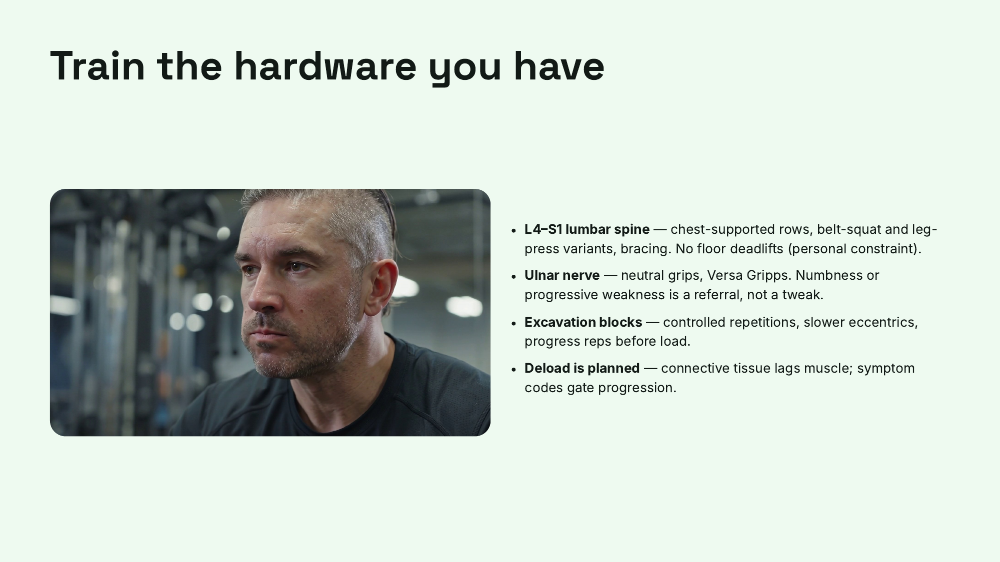 Train the hardware you have
• L4–S1 lumbar spine — chest-supported rows, belt-squat and leg-
press variants, bracing. No floor deadlifts (personal constraint).
• Ulnar nerve — neutral grips, Versa Gripps. Numbness or
progressive weakness is a referral, not a tweak.
• Excavation blocks — controlled repetitions, slower eccentrics,
progress reps before load.
• Deload is planned — connective tissue lags muscle; symptom
codes gate progression.